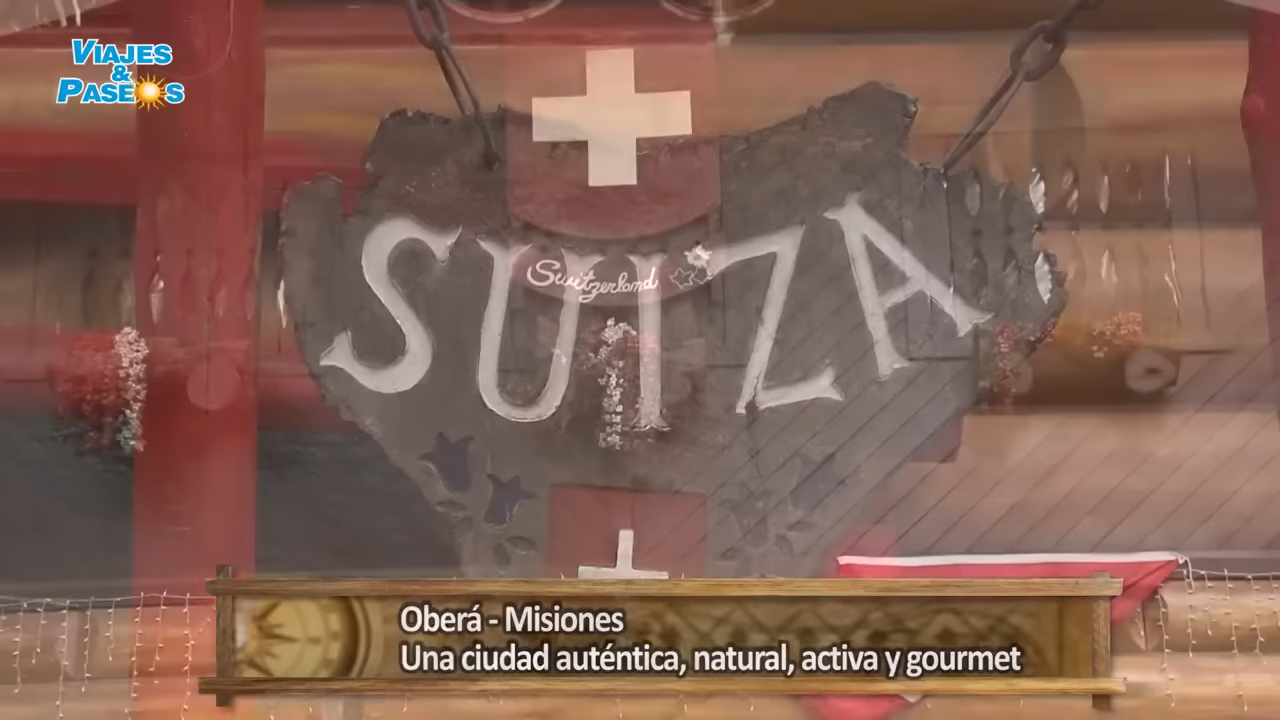 VIAJES
&
PASEOS
SUIZA
Switzerland
Oberá - Misiones
Una ciudad auténtica, natural, activa y gourmet